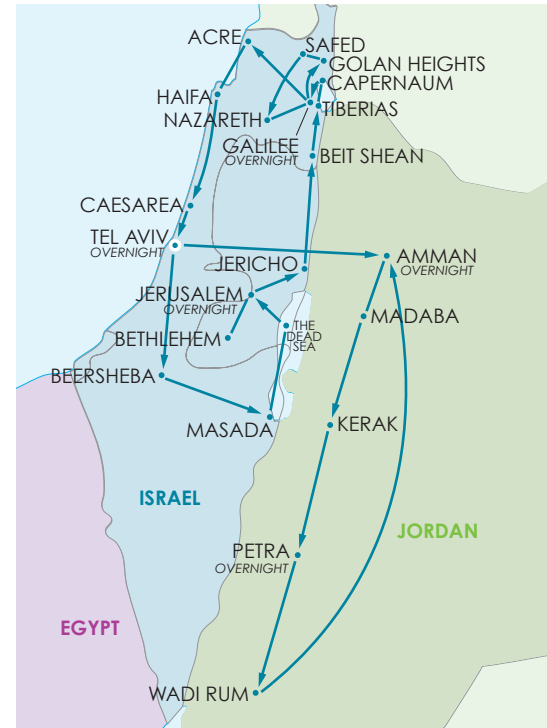 ACRE
SAFED
GOLAN HEIGHTS
CAPERNAUM
HAIFA
TIBERIAS
NAZARETH
GALILEE
OVERNIGHT
BEIT SHEAN
CAESAREA
TEL AVIV
OVERNIGHT
AMMAN
OVERNIGHT
JERICHO
JERUSALEM
OVERNIGHT
MADABA
THE
DEAD
SEA
BETHLEHEM
BEERSHEBA
MASADA
KERAK
ISRAEL
JORDAN
PETRA
OVERNIGHT
EGYPT
WADI RUM